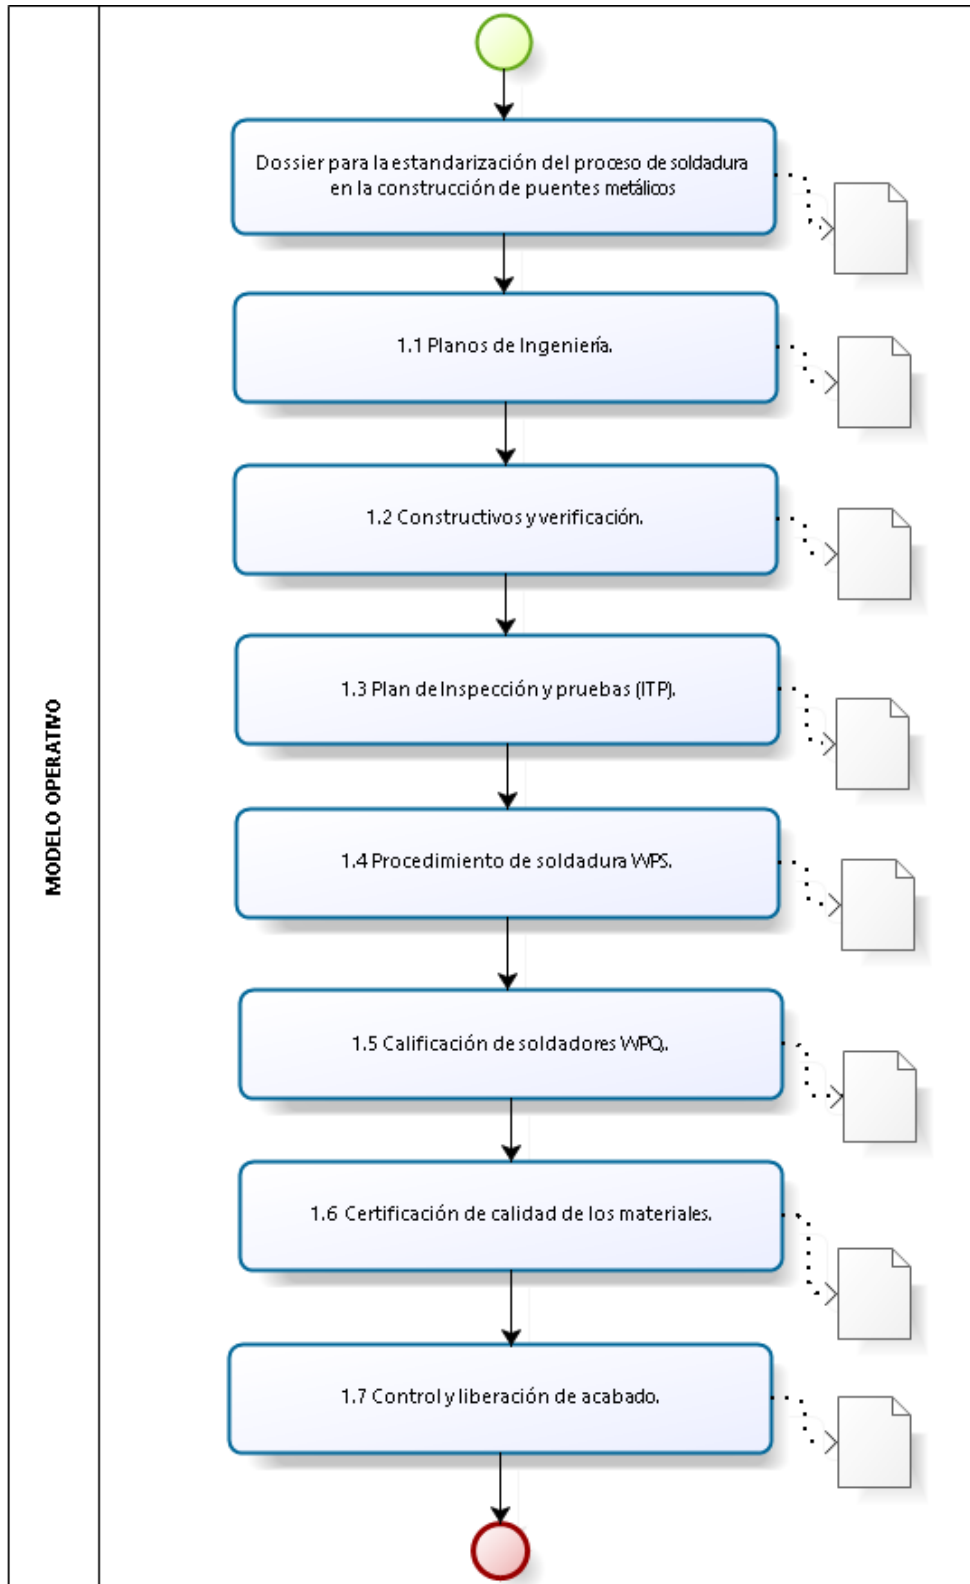 MODELO OPERATIVO
Dossier para la estandarización del proceso de soldadura
en la construcción de puentes metálicos
1.1 Planos de Ingeniería.
1.2 Constructivos y verificación.
1.3 Plan de Inspección y pruebas (ITP).
1.4 Procedimiento de soldadura WPS.
1.5 Calificación de soldadores WPQ,.
1.6 Certificación de calidad de los materiales.
1.7 Control y liberación de acabado.